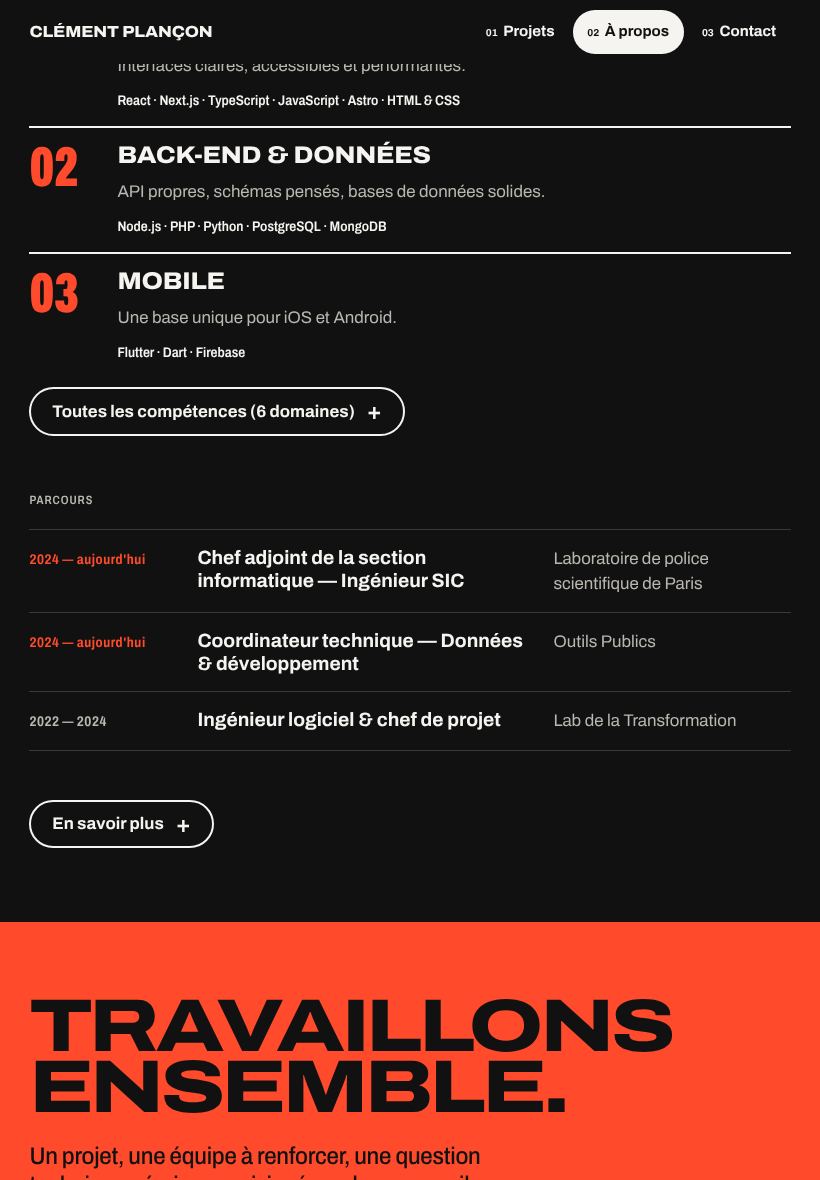 CLÉMENT PLANÇON
01 Projets
02 À propos
03 Contact
Interfaces claires, accessibles et performantes.
React · Next.js · TypeScript · JavaScript · Astro · HTML & CSS
02
BACK-END & DONNÉES
API propres, schémas pensés, bases de données solides.
Node.js · PHP · Python · PostgreSQL · MongoDB
03
MOBILE
Une base unique pour iOS et Android.
Flutter · Dart · Firebase
Toutes les compétences (6 domaines) +
PARCOURS
2024 — aujourd'hui
Chef adjoint de la section
informatique — Ingénieur SIC
Laboratoire de police
scientifique de Paris
2024 — aujourd'hui
Coordinateur technique — Données
& développement
Outils Publics
2022 — 2024
Ingénieur logiciel & chef de projet
Lab de la Transformation
En savoir plus +
TRAVAILLONS
ENSEMBLE.
Un projet, une équipe à renforcer, une question